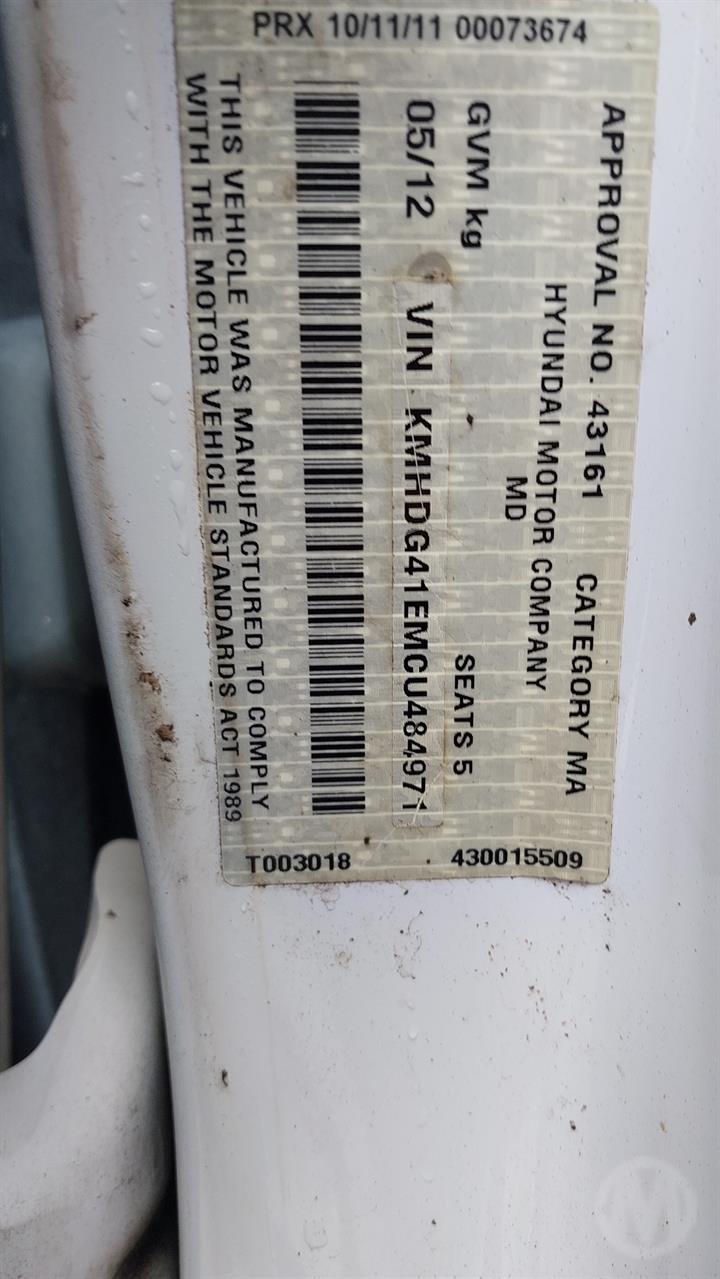 PRX 10/11/11 00073674
APPROVAL NO. 43161 CATEGORY MA
HYUNDAI MOTOR COMPANY
MD
GVM kg SEATS 5
05/12 VIN KMHDG41EMCU484971
THIS VEHICLE WAS MANUFACTURED TO COMPLY
WITH THE MOTOR VEHICLE STANDARDS ACT 1989
T003018 430015509
M